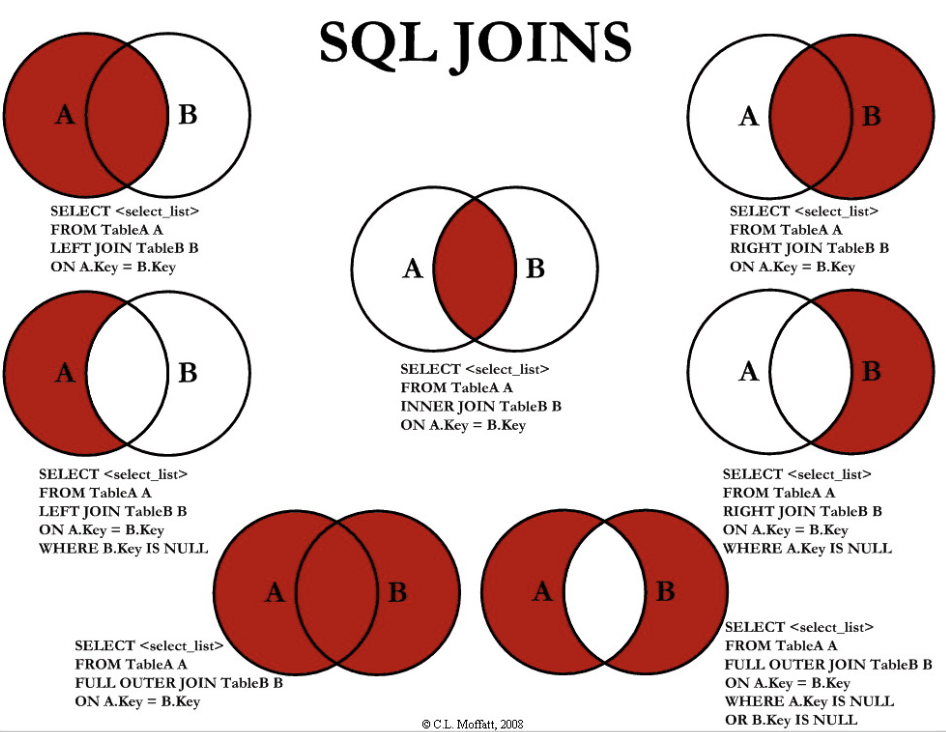 SQL JOINS
A B
SELECT <select_list>
FROM TableA A
LEFT JOIN TableB B
ON A.Key = B.Key
A B
SELECT <select_list>
FROM TableA A
RIGHT JOIN TableB B
ON A.Key = B.Key
A B
SELECT <select_list>
FROM TableA A
INNER JOIN TableB B
ON A.Key = B.Key
A B
SELECT <select_list>
FROM TableA A
LEFT JOIN TableB B
ON A.Key = B.Key
WHERE B.Key IS NULL
A B
SELECT <select_list>
FROM TableA A
RIGHT JOIN TableB B
ON A.Key = B.Key
WHERE A.Key IS NULL
A B
SELECT <select_list>
FROM TableA A
FULL OUTER JOIN TableB B
ON A.Key = B.Key
A B
SELECT <select_list>
FROM TableA A
FULL OUTER JOIN TableB B
ON A.Key = B.Key
WHERE A.Key IS NULL
OR B.Key IS NULL
© C.L. Moffatt, 2008